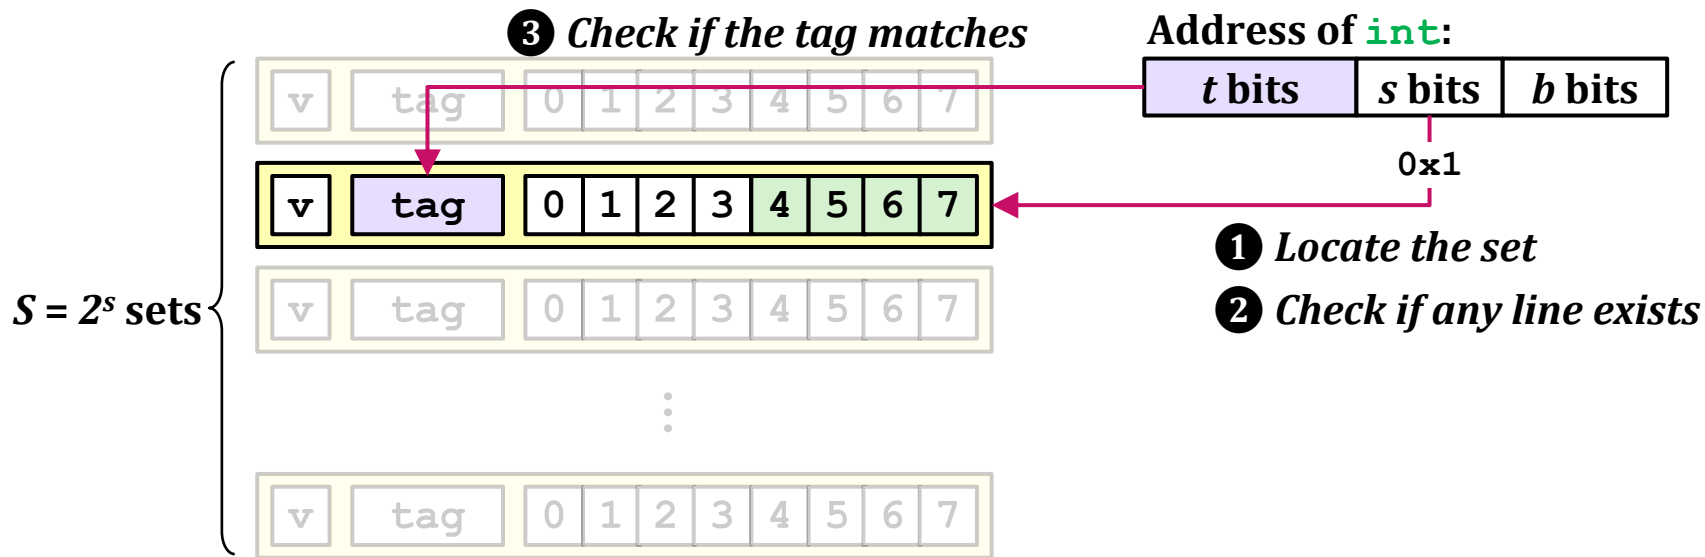 ❸ Check if the tag matches
Address of int:
t bits s bits b bits
v tag 0 1 2 3 4 5 6 7
0x1
v tag 0 1 2 3 4 5 6 7
❶ Locate the set
❷ Check if any line exists
S = 2^s sets
v tag 0 1 2 3 4 5 6 7
⋮
v tag 0 1 2 3 4 5 6 7